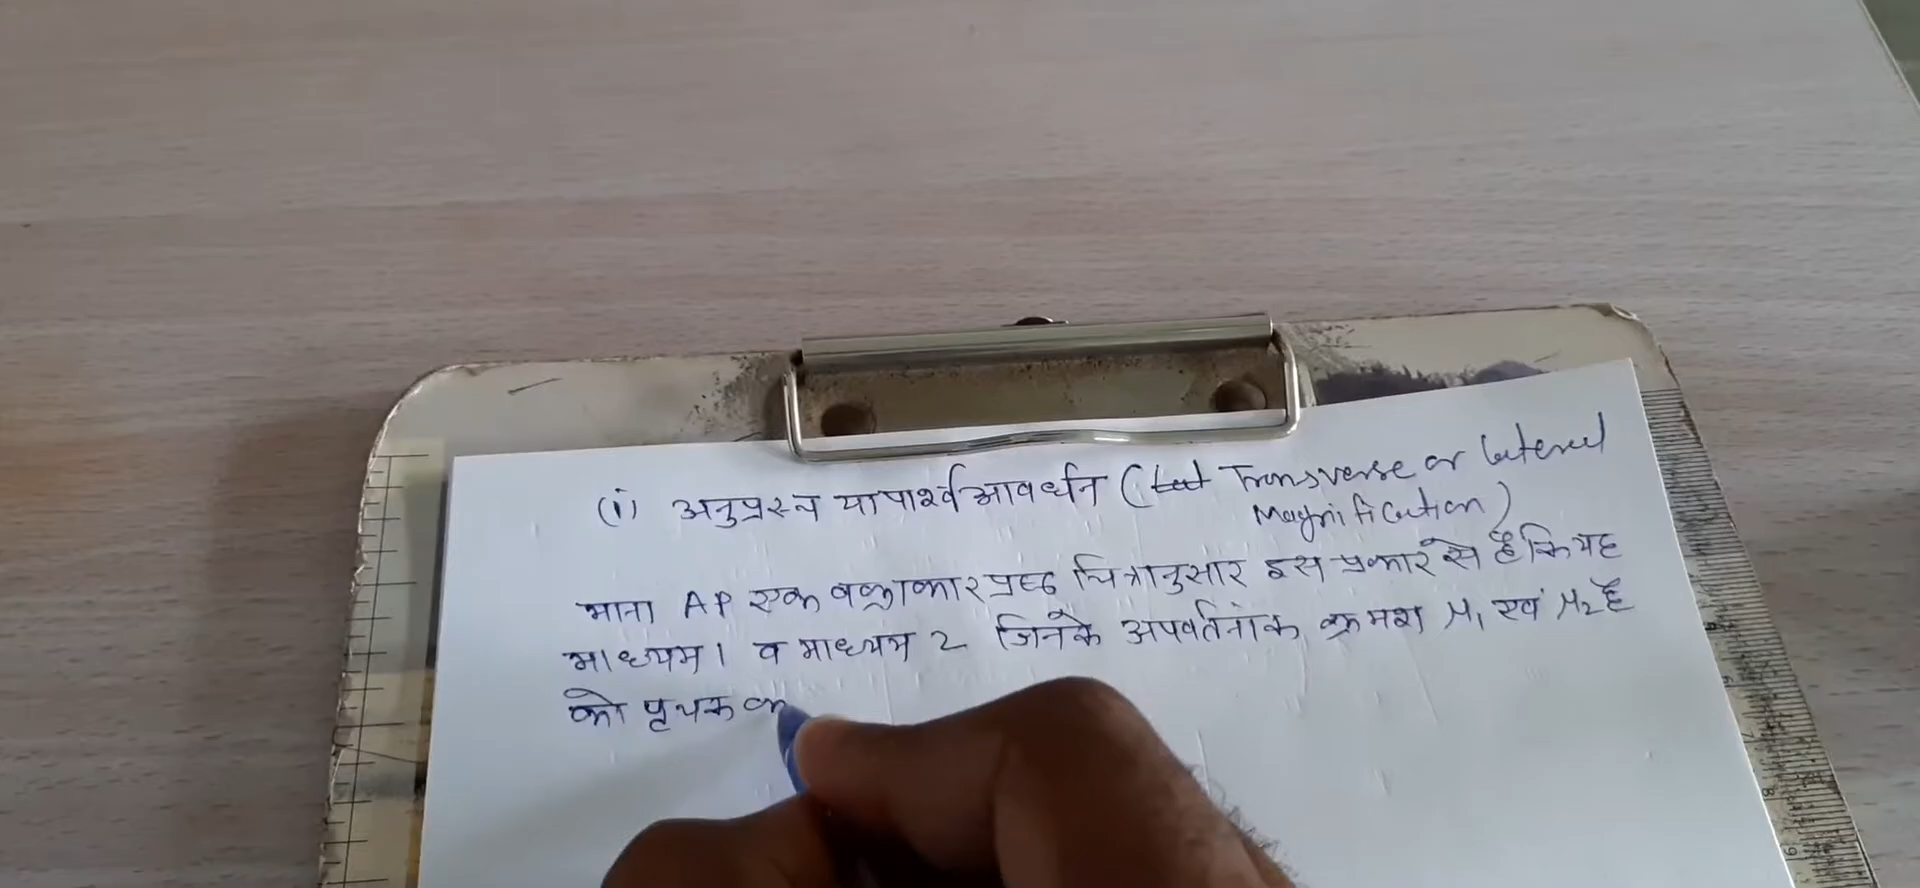 (i) अनुप्रस्थ या पार्श्व आवर्धन ( Transverse or lateral
Magnification)
माना AP एक वक्राकार प्रष्ठ चित्रानुसार इस प्रकार से है कि यह
माध्यम 1 व माध्यम 2 जिनके अपवर्तनांक क्रमश μ₁ एवं μ₂ है
को पृथक क